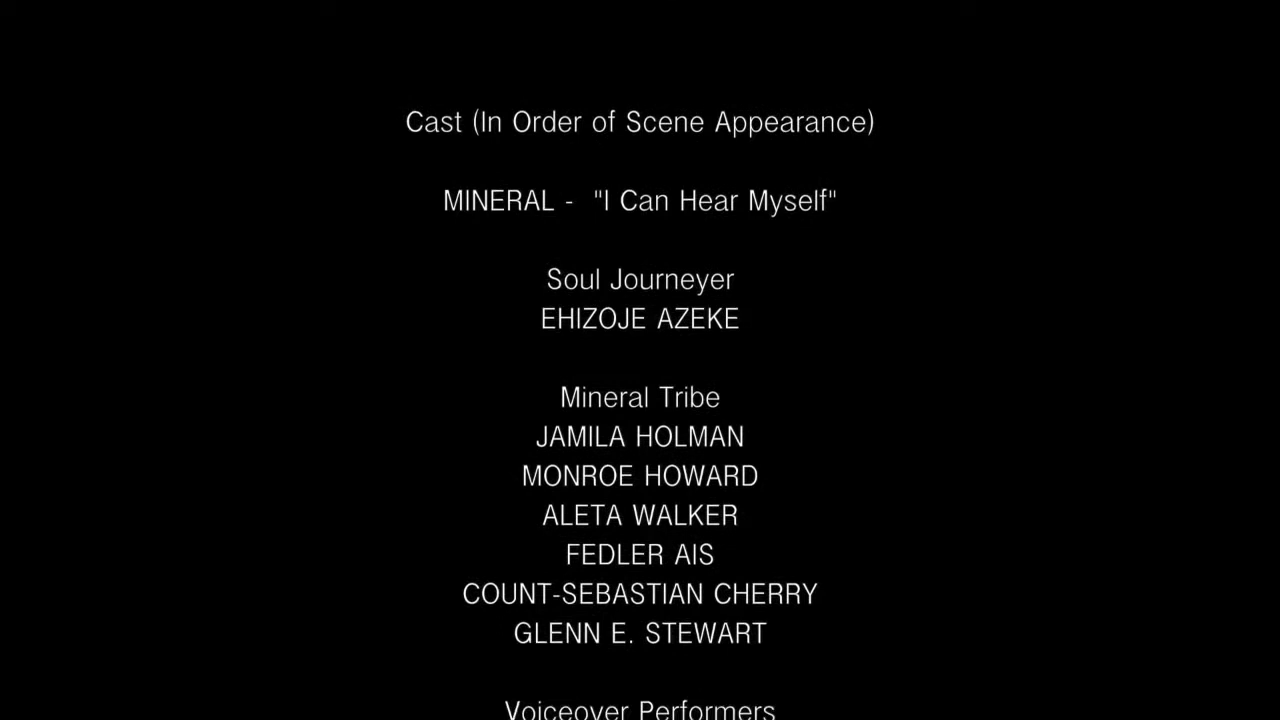 Cast (In Order of Scene Appearance)
MINERAL -  "I Can Hear Myself"
Soul Journeyer
EHIZOJE AZEKE
Mineral Tribe
JAMILA HOLMAN
MONROE HOWARD
ALETA WALKER
FEDLER AIS
COUNT-SEBASTIAN CHERRY
GLENN E. STEWART
Voiceover Performers